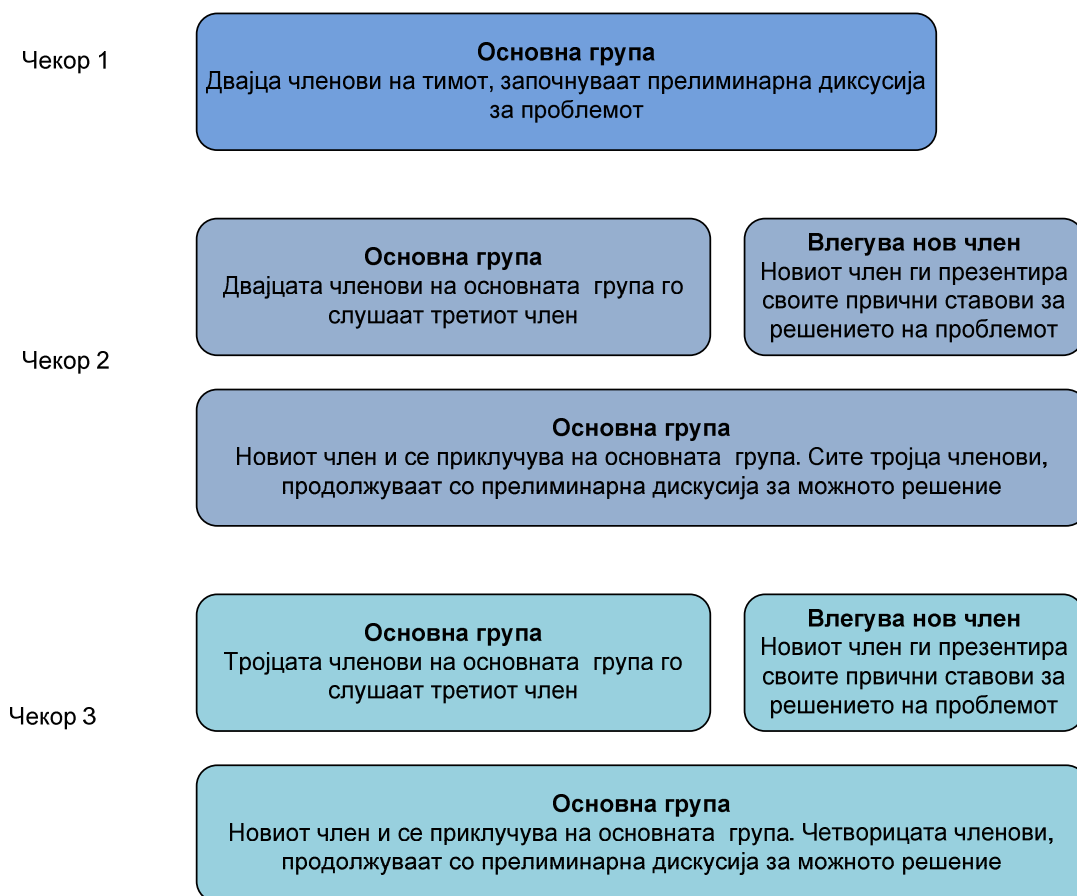 Чекор 1
Основна група
Двајца членови на тимот, започнуваат прелиминарна диксусија
за проблемот
Чекор 2
Основна група
Двајцата членови на основната  група го
слушаат третиот член
Влегува нов член
Новиот член ги презентира
своите првични ставови за
решението на проблемот
Основна група
Новиот член и се приклучува на основната  група. Сите тројца членови,
продолжуваат со прелиминарна дискусија за можното решение
Чекор 3
Основна група
Тројцата членови на основната  група го
слушаат третиот член
Влегува нов член
Новиот член ги презентира
своите првични ставови за
решението на проблемот
Основна група
Новиот член и се приклучува на основната  група. Четворицата членови,
продолжуваат со прелиминарна дискусија за можното решение